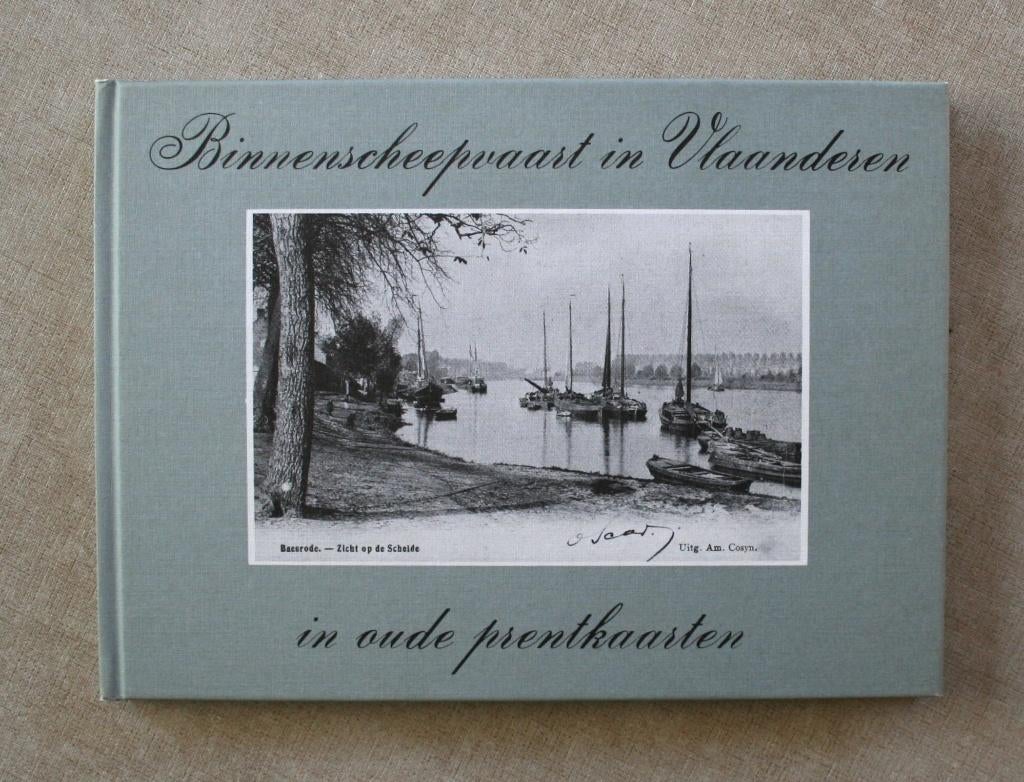 Binnenscheepvaart in Vlaanderen
Baesrode. — Zicht op de Schelde
Uitg. Am. Cosyn.
in oude prentkaarten